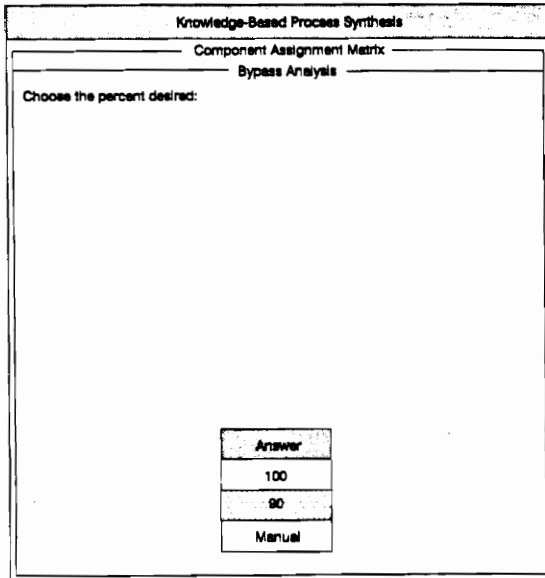 Knowledge-Based Process Synthesis
Component Assignment Matrix
Bypass Analysis
Choose the percent desired:
Answer
100
90
Manual